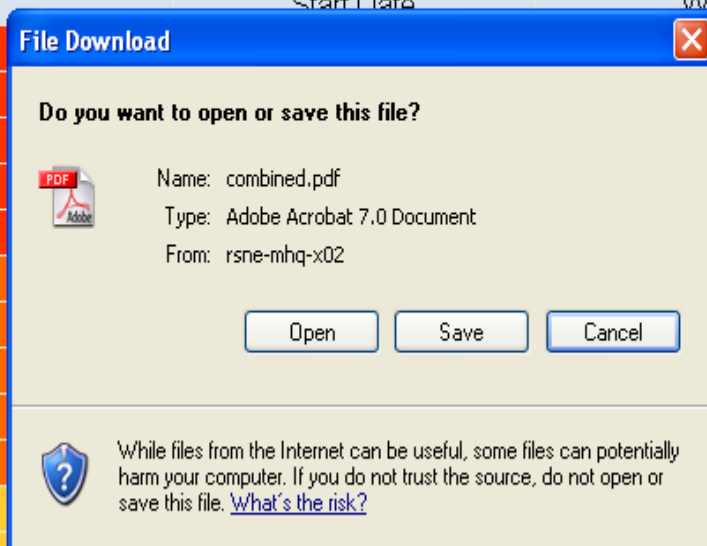 Start Date
File Download
Do you want to open or save this file?
PDF
Adobe
Name: combined.pdf
Type: Adobe Acrobat 7.0 Document
From: rsne-mhq-x02
Open Save Cancel
While files from the Internet can be useful, some files can potentially
harm your computer. If you do not trust the source, do not open or
save this file. What's the risk?